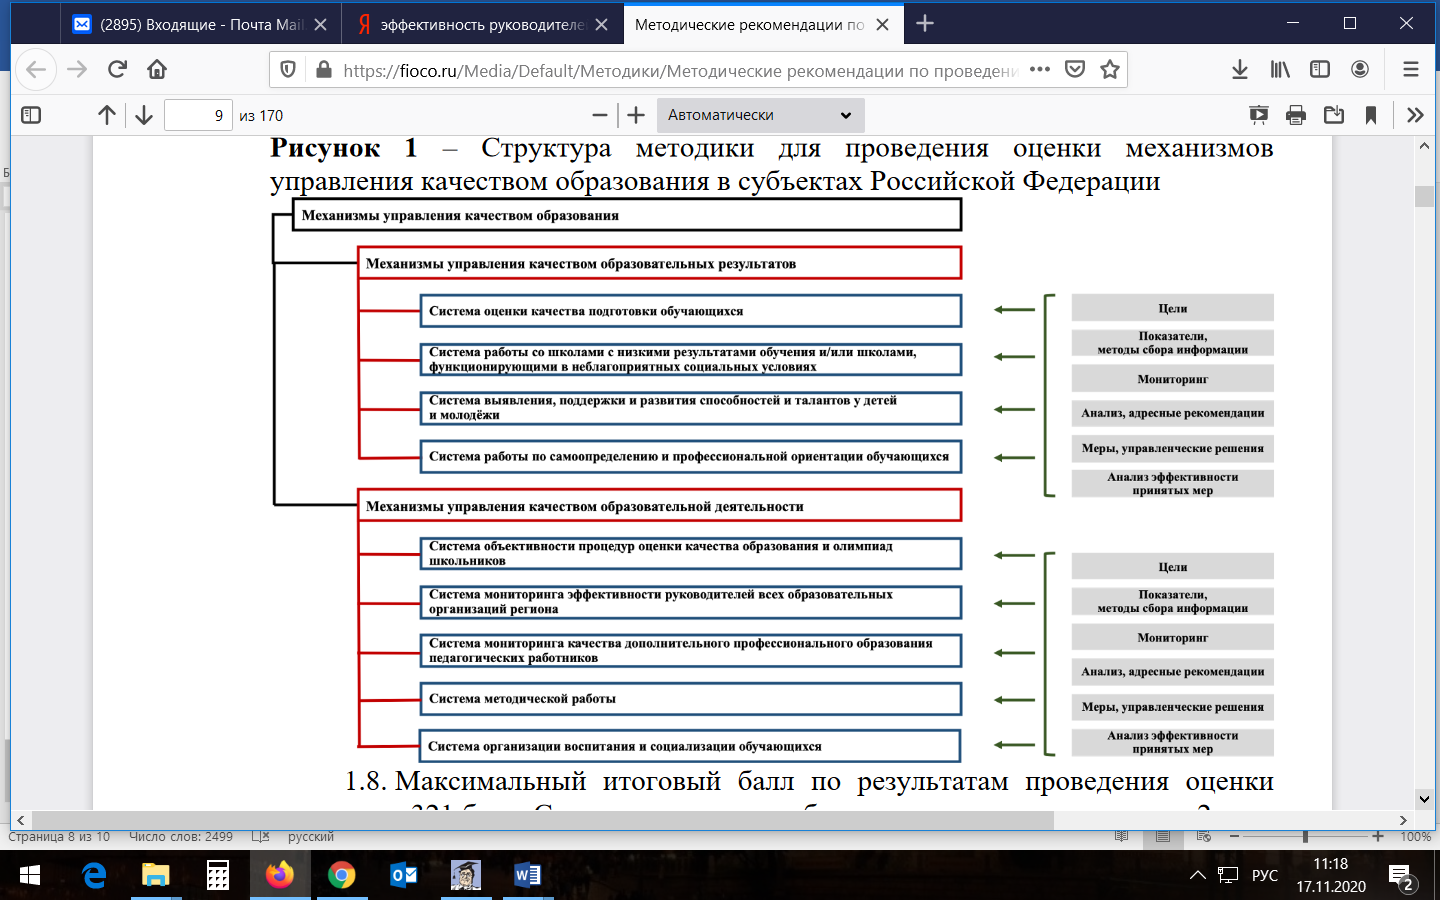 (2895) Входящие - Почта Mail
эффективность руководителе
Методические рекомендации по
https://fioco.ru/Media/Default/Методики/Методические рекомендации по проведени
9 из 170
Автоматически
Рисунок 1 – Структура методики для проведения оценки механизмов
управления качеством образования в субъектах Российской Федерации
Механизмы управления качеством образования
Механизмы управления качеством образовательных результатов
Система оценки качества подготовки обучающихся
Система работы со школами с низкими результатами обучения и/или школами,
функционирующими в неблагоприятных социальных условиях
Система выявления, поддержки и развития способностей и талантов у детей
и молодёжи
Система работы по самоопределению и профессиональной ориентации обучающихся
Цели
Показатели,
методы сбора информации
Мониторинг
Анализ, адресные рекомендации
Меры, управленческие решения
Анализ эффективности
принятых мер
Механизмы управления качеством образовательной деятельности
Система объективности процедур оценки качества образования и олимпиад
школьников
Система мониторинга эффективности руководителей всех образовательных
организаций региона
Система мониторинга качества дополнительного профессионального образования
педагогических работников
Система методической работы
Система организации воспитания и социализации обучающихся
Цели
Показатели,
методы сбора информации
Мониторинг
Анализ, адресные рекомендации
Меры, управленческие решения
Анализ эффективности
принятых мер
1.8. Максимальный итоговый балл по результатам проведения оценки
Страница 8 из 10 Число слов: 2499 русский 100%
РУС
11:18
17.11.2020
2